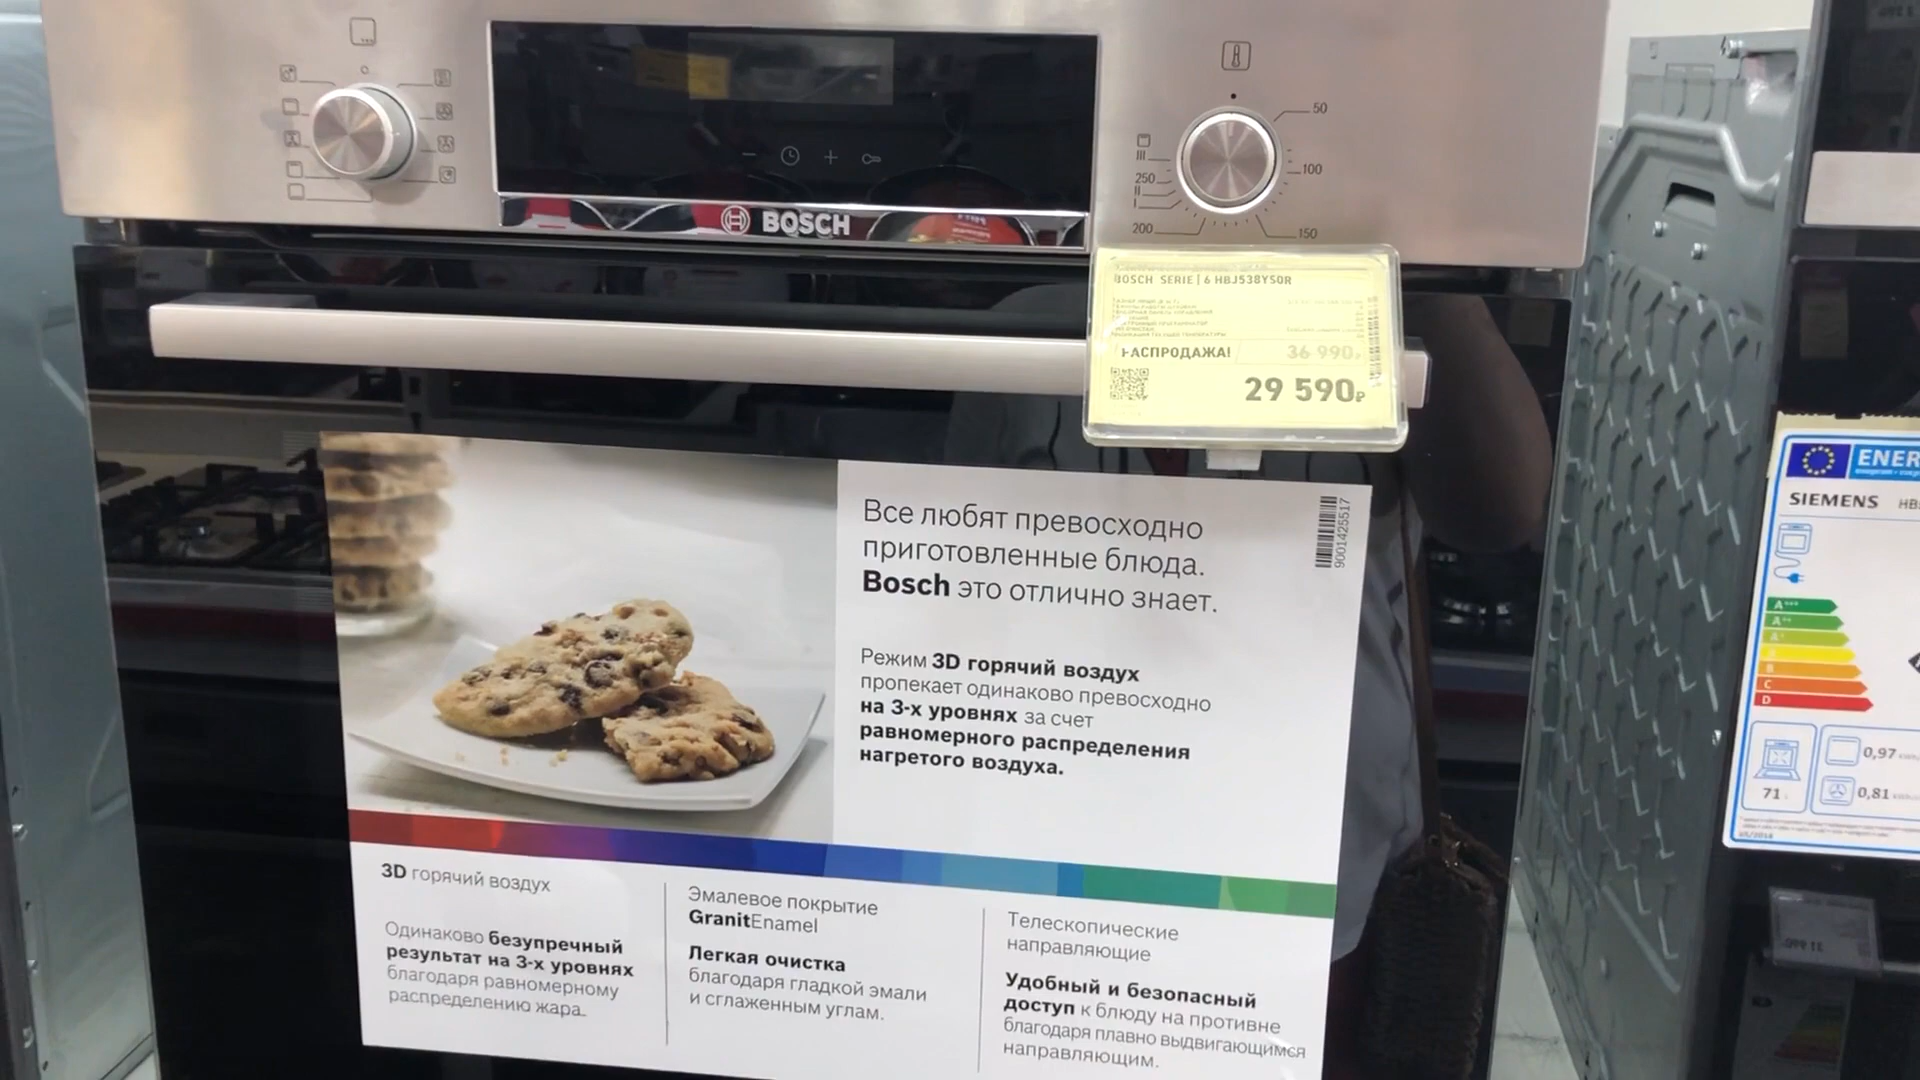 50
100
150
200
250
III
II
I
BOSCH
BOSCH SERIE | 6 HBJ538YS0R
РАСПРОДАЖА!
36 990₽
29 590₽
Все любят превосходно
приготовленные блюда.
Bosch это отлично знает.
9001425517
Режим 3D горячий воздух
пропекает одинаково превосходно
на 3-х уровнях за счет
равномерного распределения
нагретого воздуха.
3D горячий воздух
Одинаково безупречный
результат на 3-х уровнях
благодаря равномерному
распределению жара.
Эмалевое покрытие
GranitEnamel
Легкая очистка
благодаря гладкой эмали
и сглаженным углам.
Телескопические
направляющие
Удобный и безопасный
доступ к блюду на противне
благодаря плавно выдвигающимся
направляющим.
ENER
SIEMENS HB
A+++
A++
A+
A
B
C
D
71
0,97
0,81